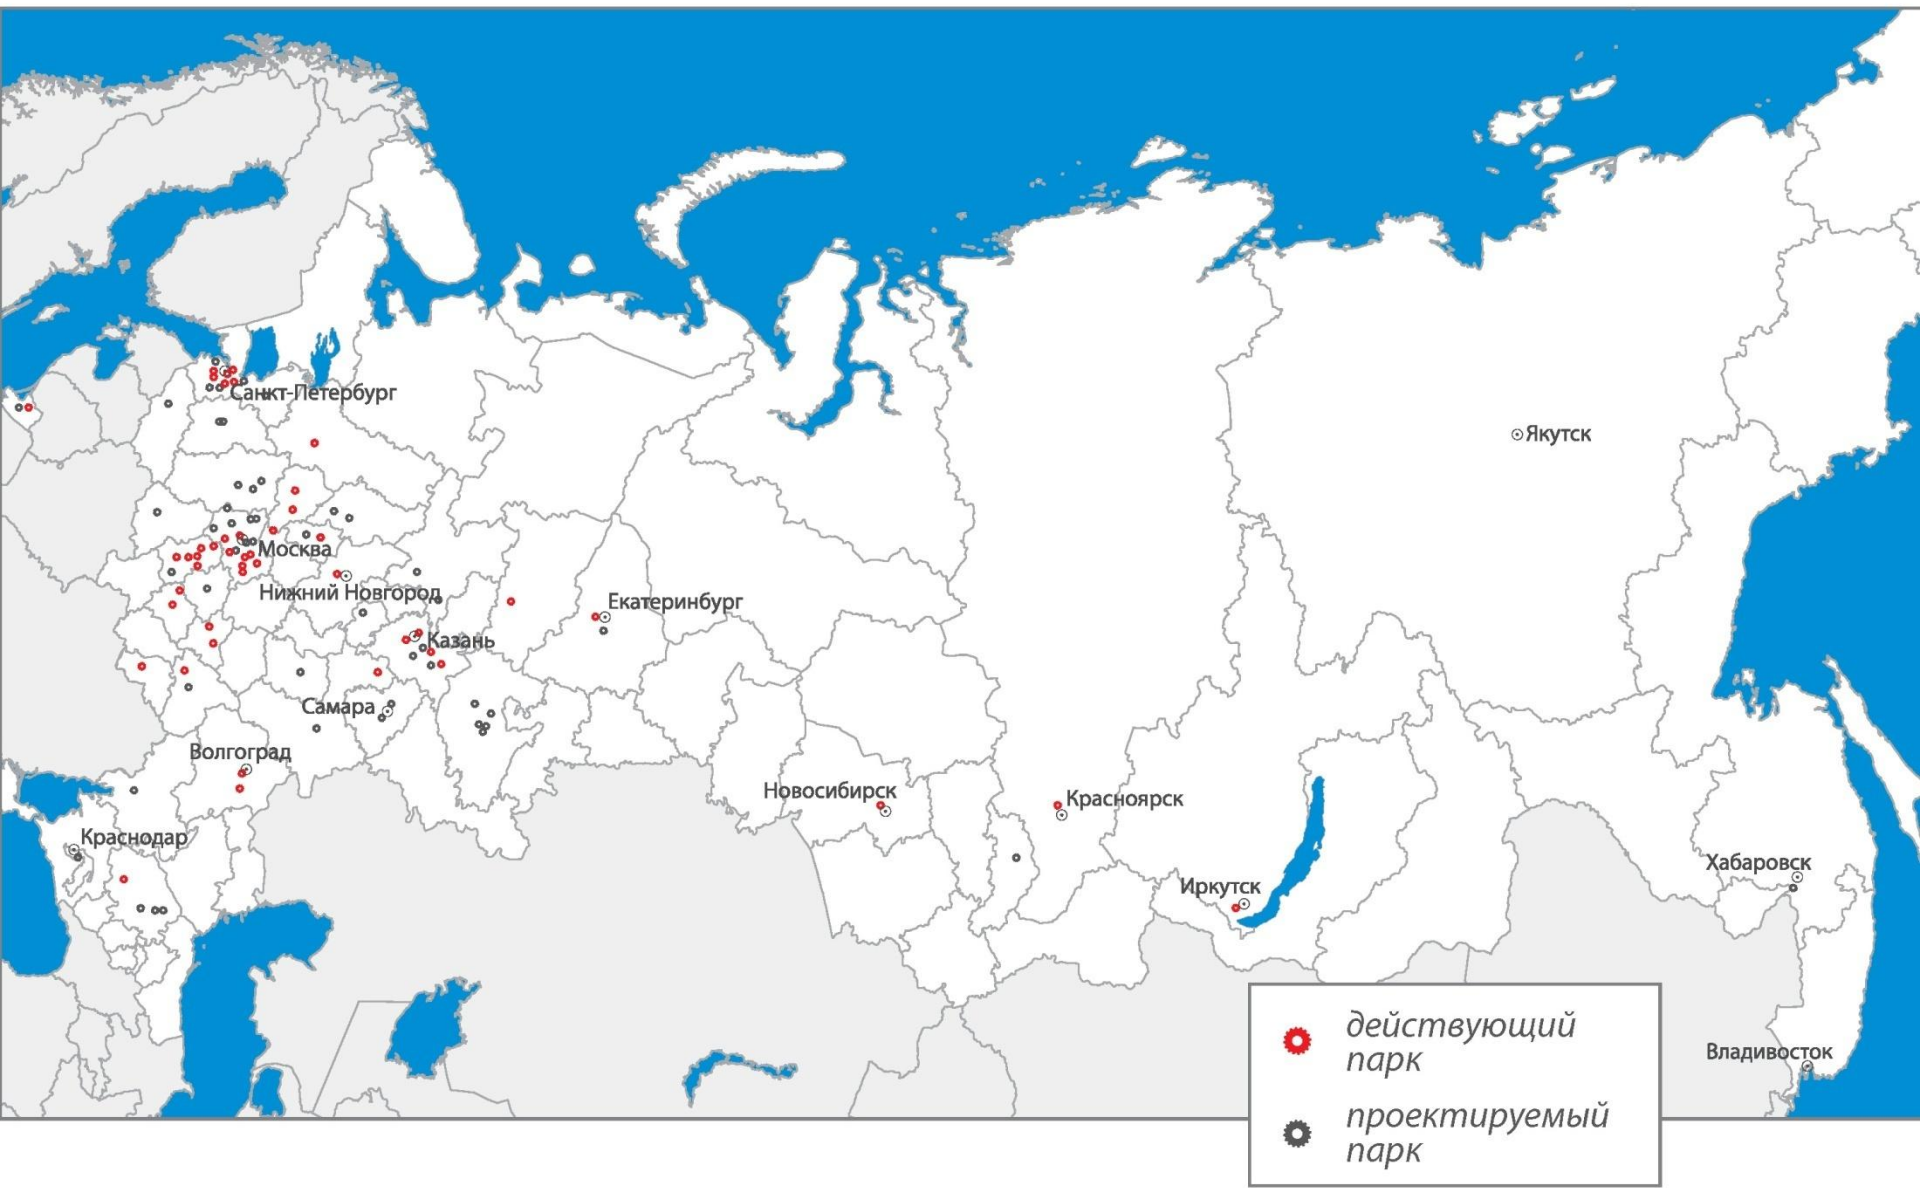 Санкт-Петербург
Якутск
Москва
Нижний Новгород
Екатеринбург
Казань
Самара
Волгоград
Новосибирск
Красноярск
Краснодар
Хабаровск
Иркутск
действующий
парк
Владивосток
проектируемый
парк